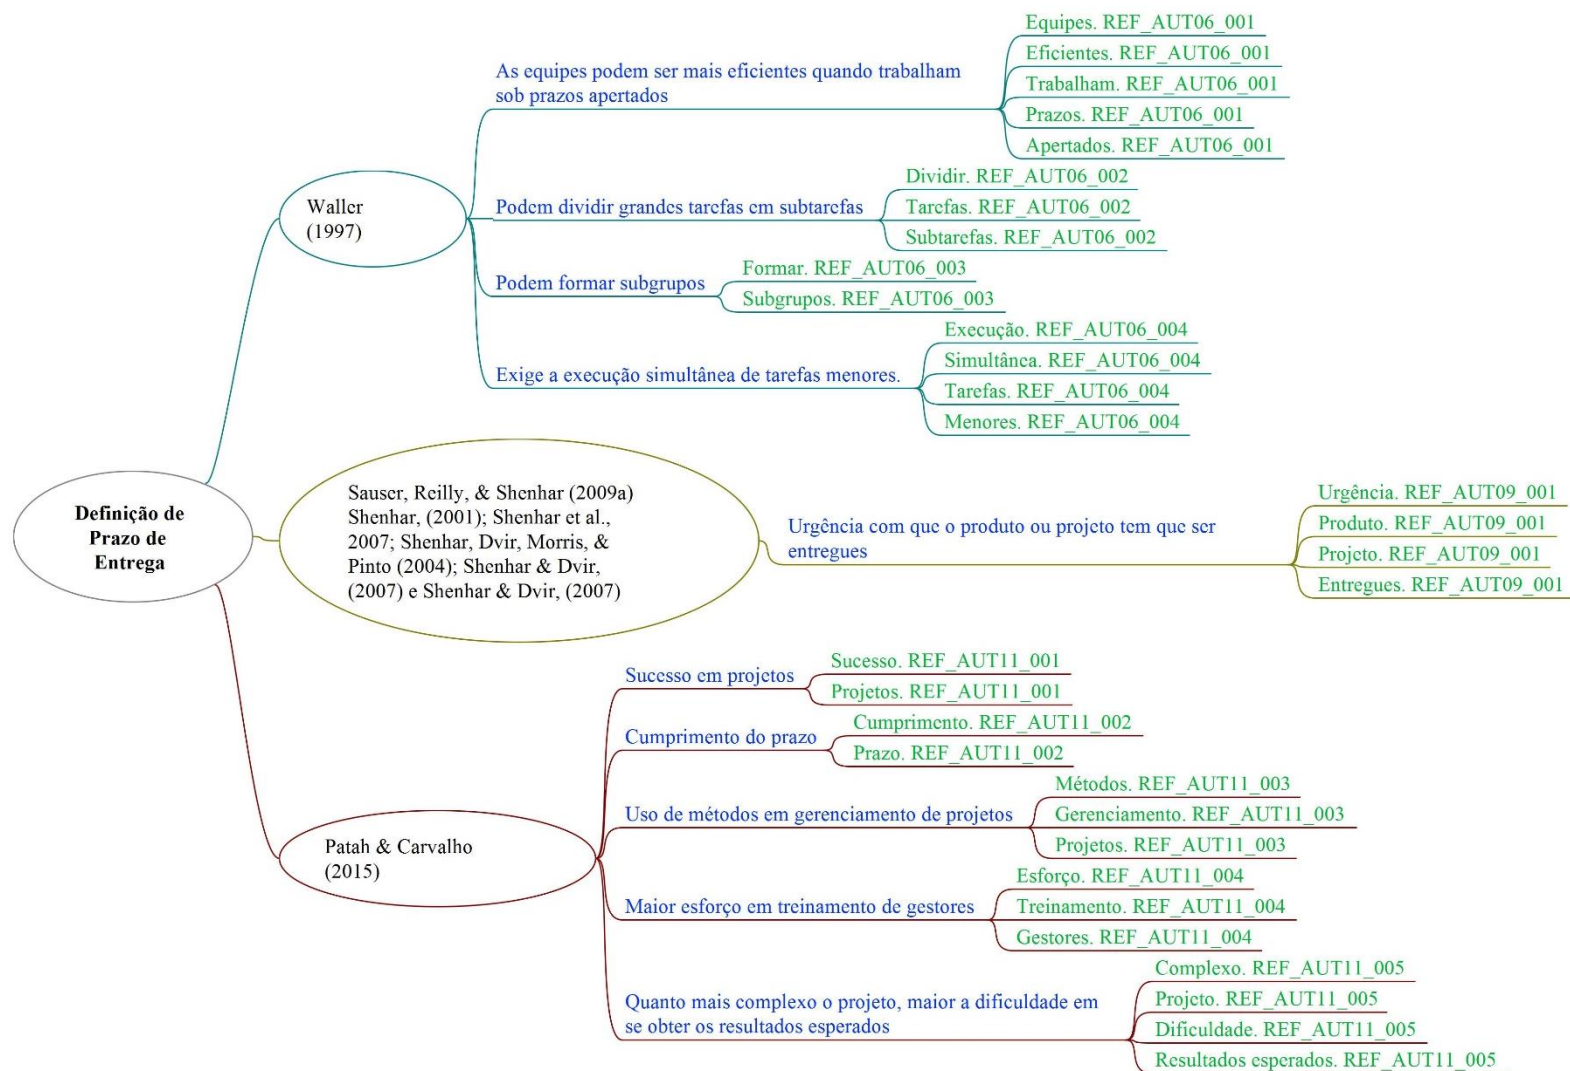 Definição de
Prazo de
Entrega
Waller
(1997)
As equipes podem ser mais eficientes quando trabalham
sob prazos apertados
Equipes. REF_AUT06_001
Eficientes. REF_AUT06_001
Trabalham. REF_AUT06_001
Prazos. REF_AUT06_001
Apertados. REF_AUT06_001
Podem dividir grandes tarefas em subtarefas
Dividir. REF_AUT06_002
Tarefas. REF_AUT06_002
Subtarefas. REF_AUT06_002
Podem formar subgrupos
Formar. REF_AUT06_003
Subgrupos. REF_AUT06_003
Exige a execução simultânea de tarefas menores.
Execução. REF_AUT06_004
Simultânea. REF_AUT06_004
Tarefas. REF_AUT06_004
Menores. REF_AUT06_004
Sauser, Reilly, & Shenhar (2009a)
Shenhar, (2001); Shenhar et al.,
2007; Shenhar, Dvir, Morris, &
Pinto (2004); Shenhar & Dvir,
(2007) e Shenhar & Dvir, (2007)
Urgência com que o produto ou projeto tem que ser
entregues
Urgência. REF_AUT09_001
Produto. REF_AUT09_001
Projeto. REF_AUT09_001
Entregues. REF_AUT09_001
Patah & Carvalho
(2015)
Sucesso em projetos
Sucesso. REF_AUT11_001
Projetos. REF_AUT11_001
Cumprimento do prazo
Cumprimento. REF_AUT11_002
Prazo. REF_AUT11_002
Uso de métodos em gerenciamento de projetos
Métodos. REF_AUT11_003
Gerenciamento. REF_AUT11_003
Projetos. REF_AUT11_003
Maior esforço em treinamento de gestores
Esforço. REF_AUT11_004
Treinamento. REF_AUT11_004
Gestores. REF_AUT11_004
Quanto mais complexo o projeto, maior a dificuldade em
se obter os resultados esperados
Complexo. REF_AUT11_005
Projeto. REF_AUT11_005
Dificuldade. REF_AUT11_005
Resultados esperados. REF_AUT11_005